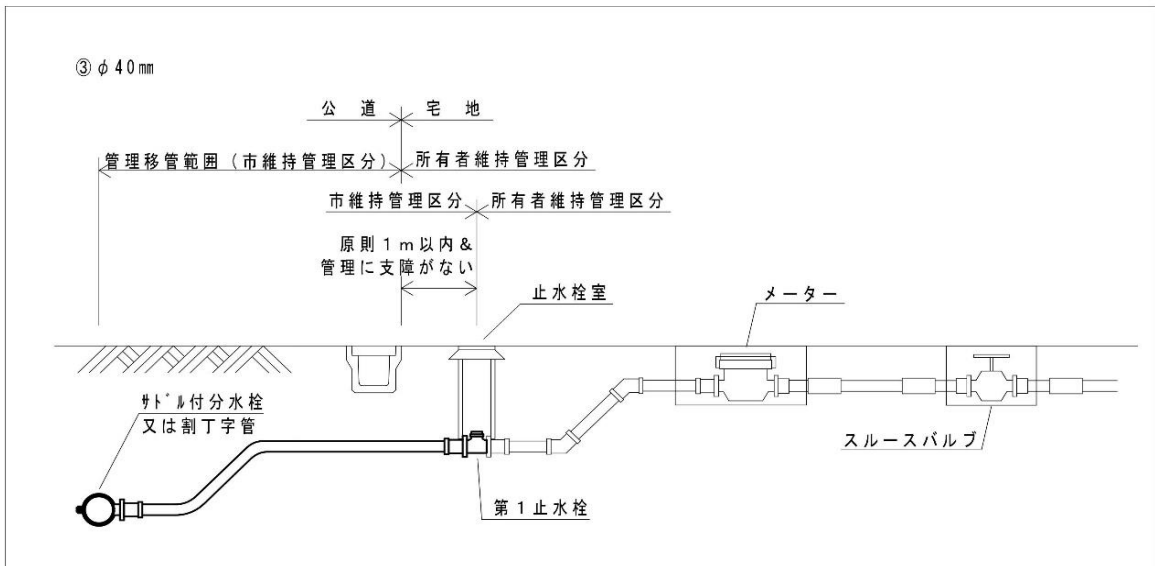 ③φ40㎜
公道 宅地
管理移管範囲(市維持管理区分) 所有者維持管理区分
市維持管理区分 所有者維持管理区分
原則1m以内&
管理に支障がない
止水栓室
メーター
サドル付分水栓
又は割丁字管
スルースバルブ
第1止水栓